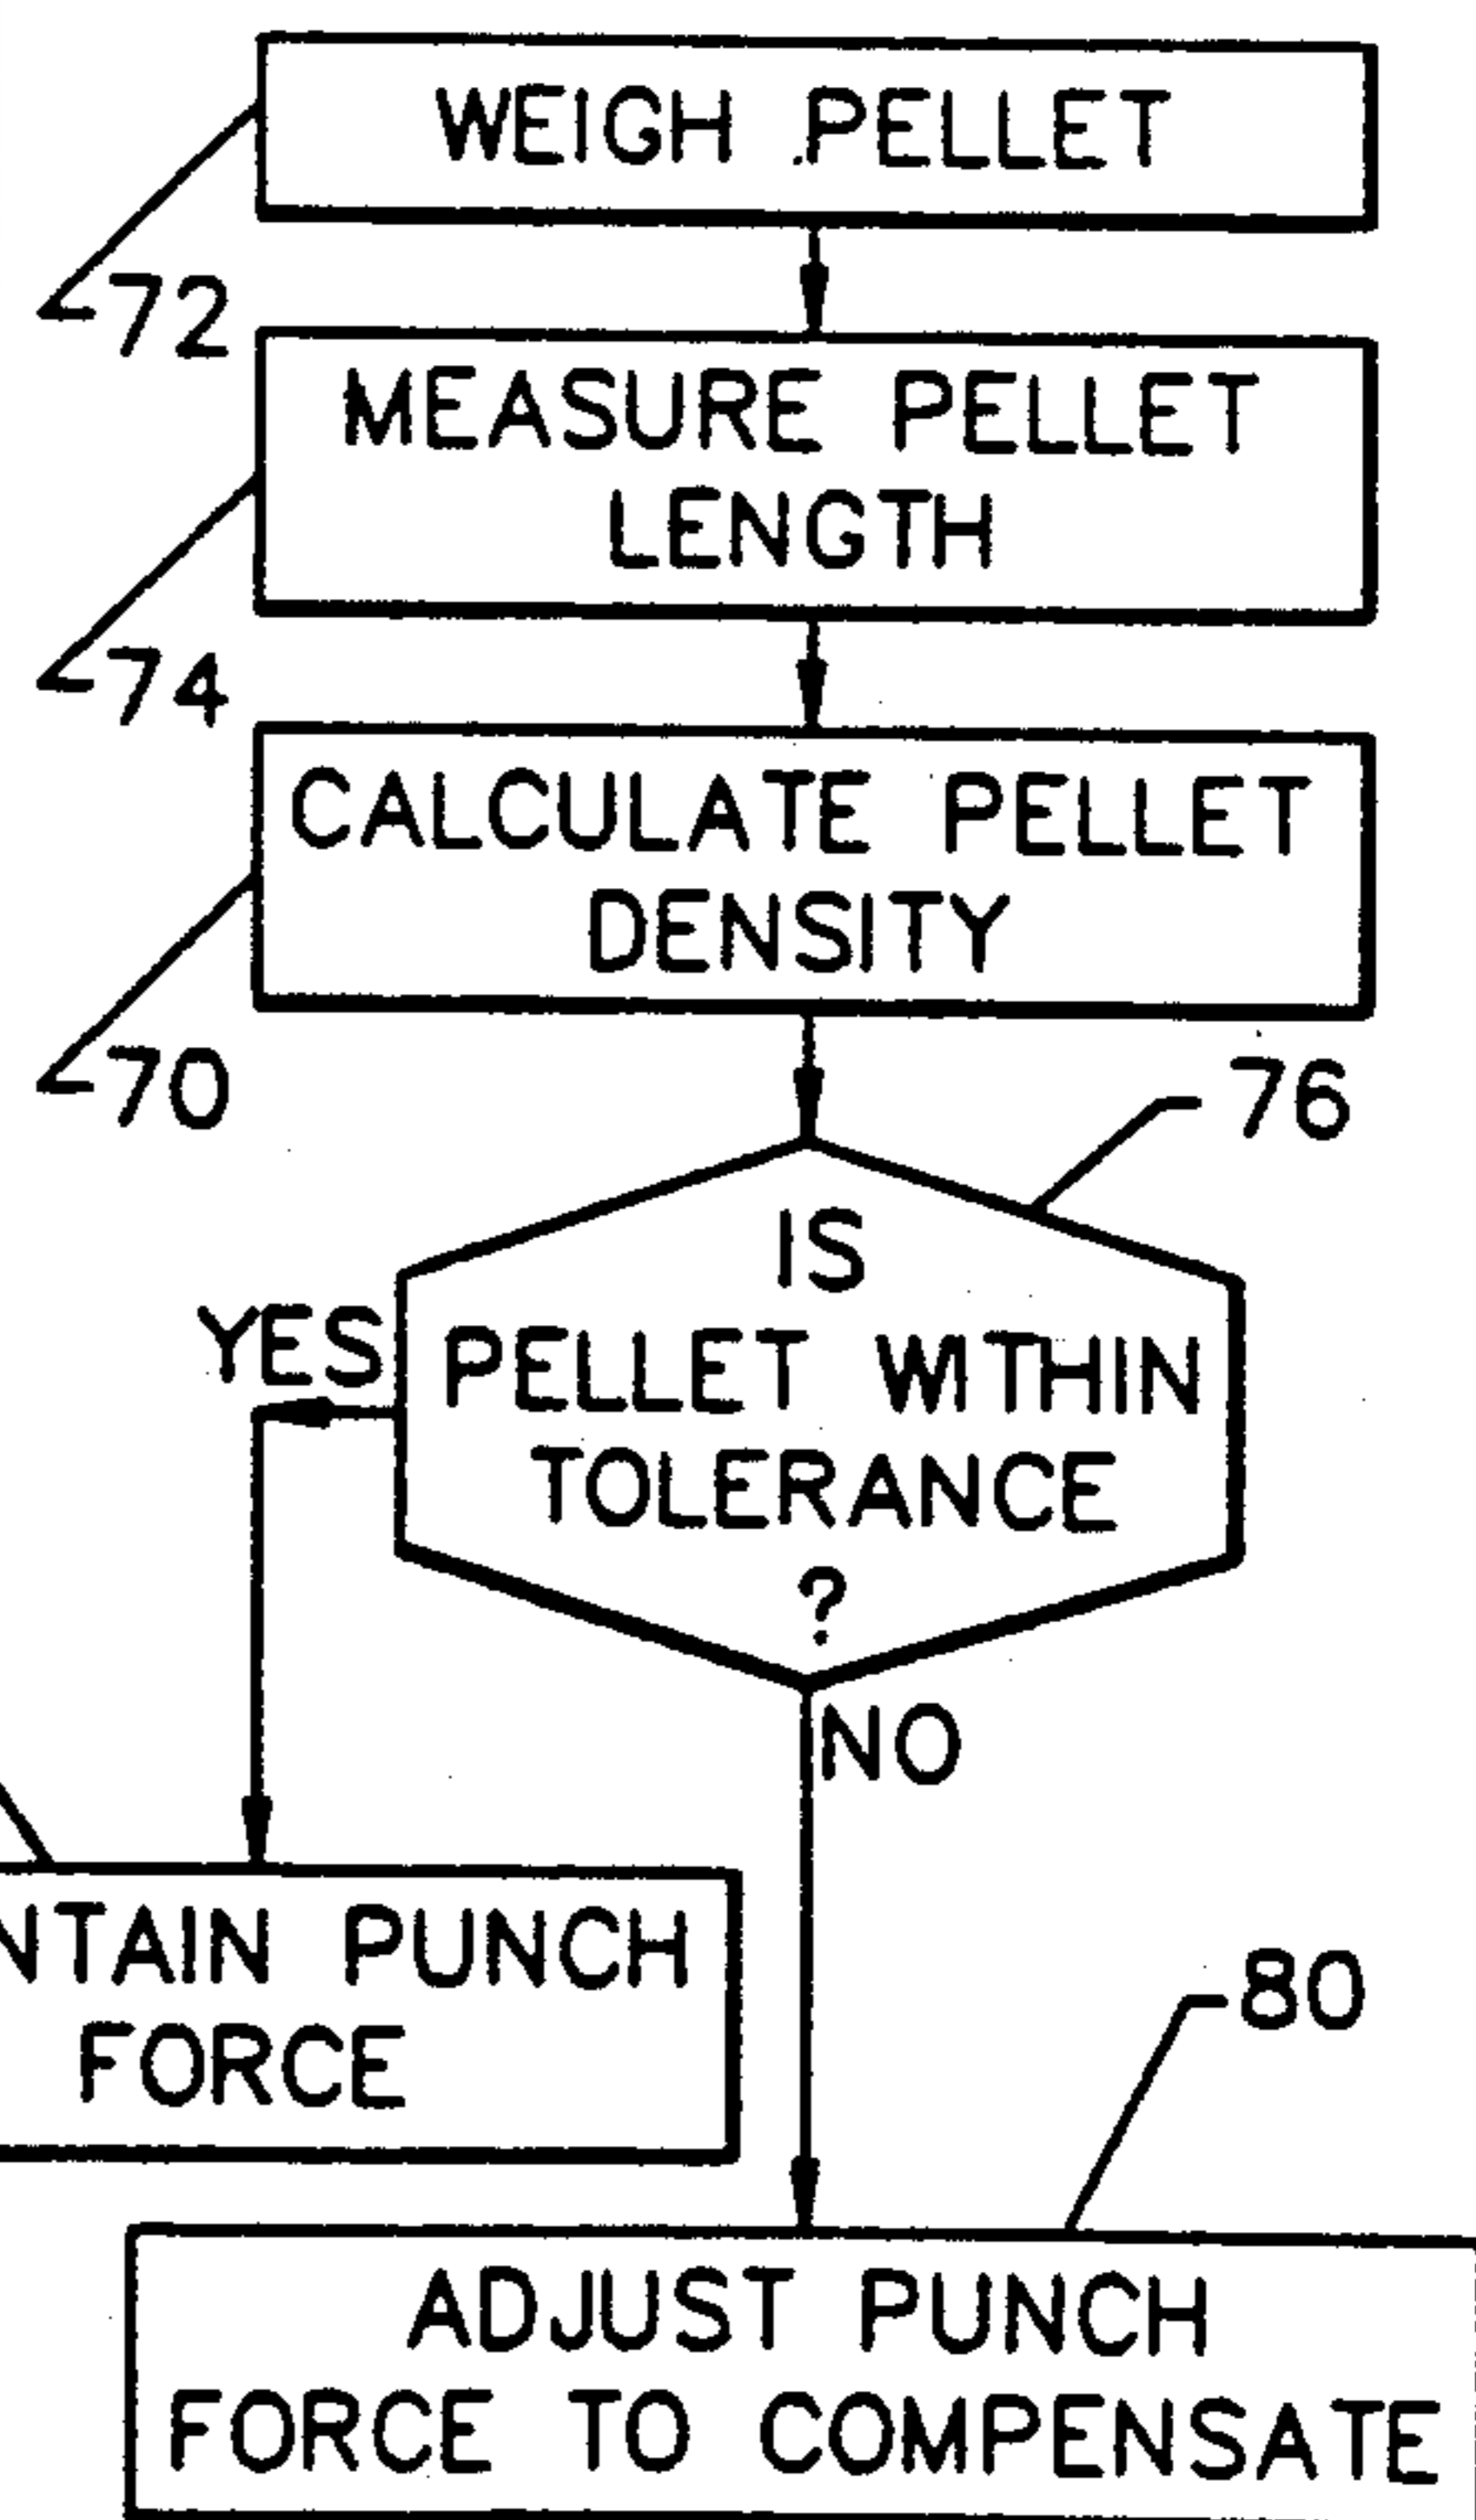 WEIGH PELLET
72
MEASURE PELLET
LENGTH
74
CALCULATE PELLET
DENSITY
70
76
IS
PELLET WITHIN
TOLERANCE
?
YES
NO
NTAIN PUNCH
FORCE
80
ADJUST PUNCH
FORCE TO COMPENSATE